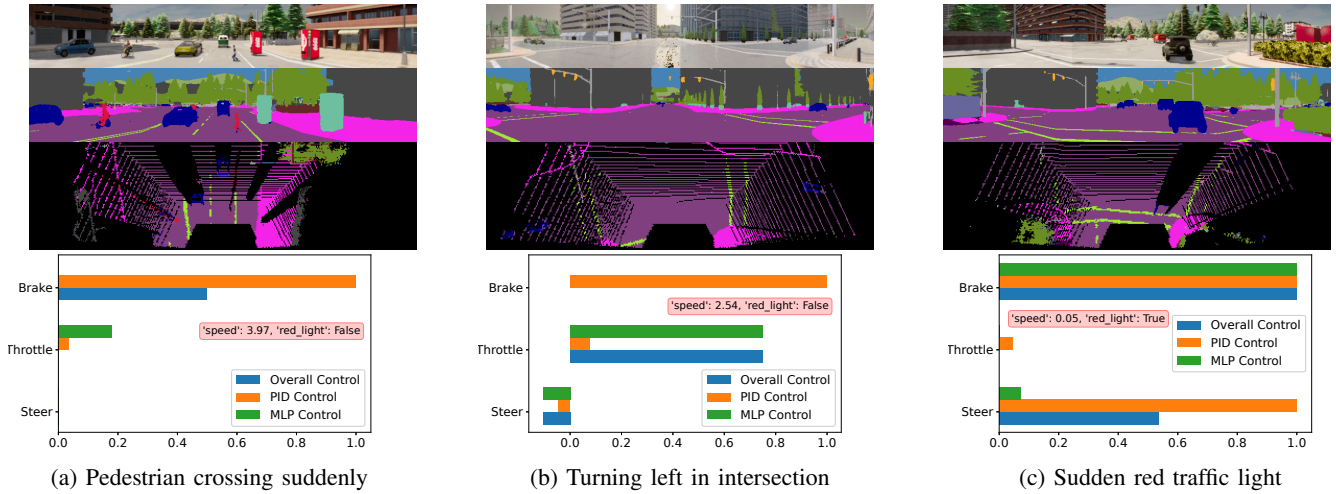 Brake
Throttle
Steer
'speed': 3.97, 'red_light': False
Overall Control
PID Control
MLP Control
0.0 0.2 0.4 0.6 0.8 1.0
(a) Pedestrian crossing suddenly
Brake
Throttle
Steer
'speed': 2.54, 'red_light': False
Overall Control
PID Control
MLP Control
0.0 0.2 0.4 0.6 0.8 1.0
(b) Turning left in intersection
Brake
Throttle
Steer
'speed': 0.05, 'red_light': True
Overall Control
PID Control
MLP Control
0.0 0.2 0.4 0.6 0.8 1.0
(c) Sudden red traffic light